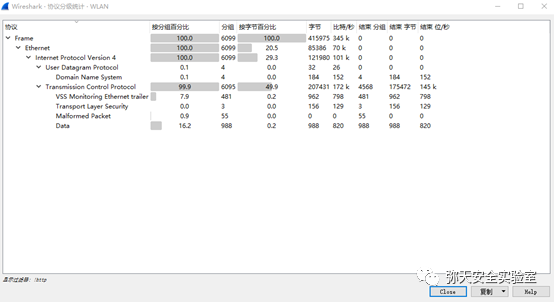 Wireshark · 协议分级统计 · WLAN
协议 按分组百分比 分组 按字节百分比 字节 比特/秒 结束 分组 结束 字节 结束 位/秒
Frame 100.0 6099 100.0 415975 345 k 0 0 0
Ethernet 100.0 6099 20.5 85386 70 k 0 0 0
Internet Protocol Version 4 100.0 6099 29.3 121980 101 k 0 0 0
User Datagram Protocol 0.1 4 0.0 32 26 0 0 0
Domain Name System 0.1 4 0.0 184 152 4 184 152
Transmission Control Protocol 99.9 6095 49.9 207431 172 k 4568 175472 145 k
VSS Monitoring Ethernet trailer 7.9 481 0.2 962 798 481 962 798
Transport Layer Security 0.0 3 0.0 156 129 3 156 129
Malformed Packet 0.9 55 0.0 0 0 55 0 0
Data 16.2 988 0.2 988 820 988 988 820
显示过滤器： !http
弥天安全实验室
Close 复制 Help